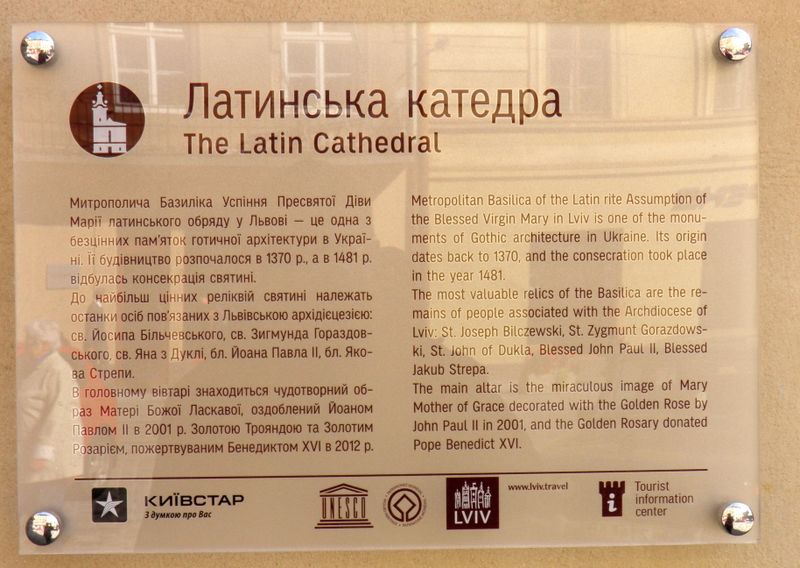 Латинська катедра
The Latin Cathedral
Митрополича Базиліка Успіння Пресвятої Діви
Марії латинського обряду у Львові — це одна з
безцінних пам'яток готичної архітектури в Украї-
ні. Її будівництво розпочалося в 1370 р., а в 1481 р.
відбулась консекрація святині.
До найбільш цінних реліквій святині належать
останки осіб пов'язаних з Львівською архідієцезією:
св. Йосипа Більчевського, св. Зигмунда Гораздов-
ського, св. Яна з Дуклі, бл. Йоана Павла ІІ, бл. Яко-
ва Стрепи.
В головному вівтарі знаходиться чудотворний об-
раз Матері Божої Ласкавої, оздоблений Йоаном
Павлом ІІ в 2001 р. Золотою Трояндою та Золотим
Розарієм, пожертвуваним Бенедиктом XVI в 2012 р.
Metropolitan Basilica of the Latin rite Assumption of
the Blessed Virgin Mary in Lviv is one of the monu-
ments of Gothic architecture in Ukraine. Its origin
dates back to 1370, and the consecration took place
in the year 1481.
The most valuable relics of the Basilica are the re-
mains of people associated with the Archdiocese of
Lviv: St. Joseph Bilczewski, St. Zygmunt Gorazdows-
ki, St. John of Dukla, Blessed John Paul II, Blessed
Jakub Strepa.
The main altar is the miraculous image of Mary
Mother of Grace decorated with the Golden Rose by
John Paul II in 2001, and the Golden Rosary donated
Pope Benedict XVI.
КИЇВСТАР
З думкою про Вас
UNESCO
LVIV
www.lviv.travel
Tourist
information
center